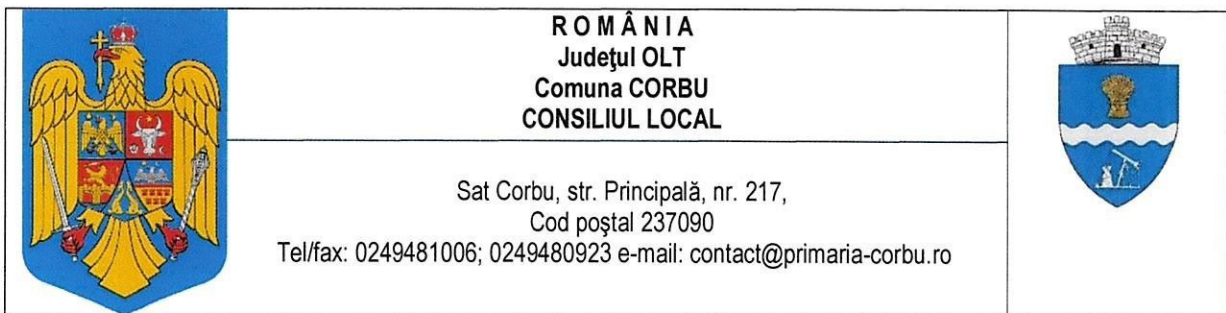 R O M Â N I A
Judeţul OLT
Comuna CORBU
CONSILIUL LOCAL
Sat Corbu, str. Principală, nr. 217,
Cod poştal 237090
Tel/fax: 0249481006; 0249480923 e-mail: contact@primaria-corbu.ro